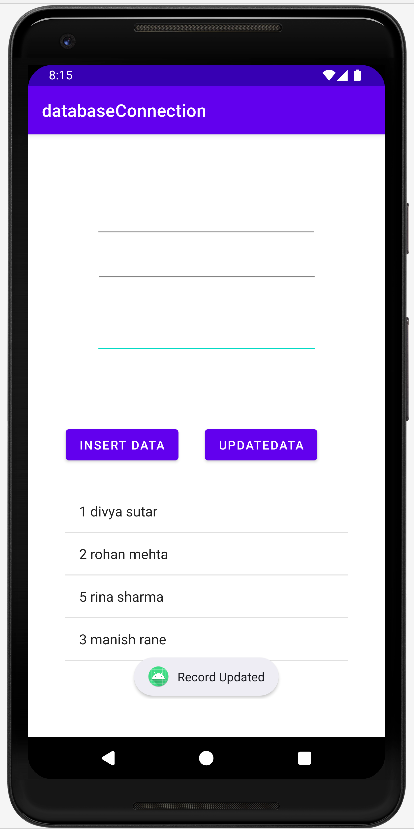 8:15
databaseConnection
INSERT DATA
UPDATEDATA
1 divya sutar
2 rohan mehta
5 rina sharma
3 manish rane
Record Updated